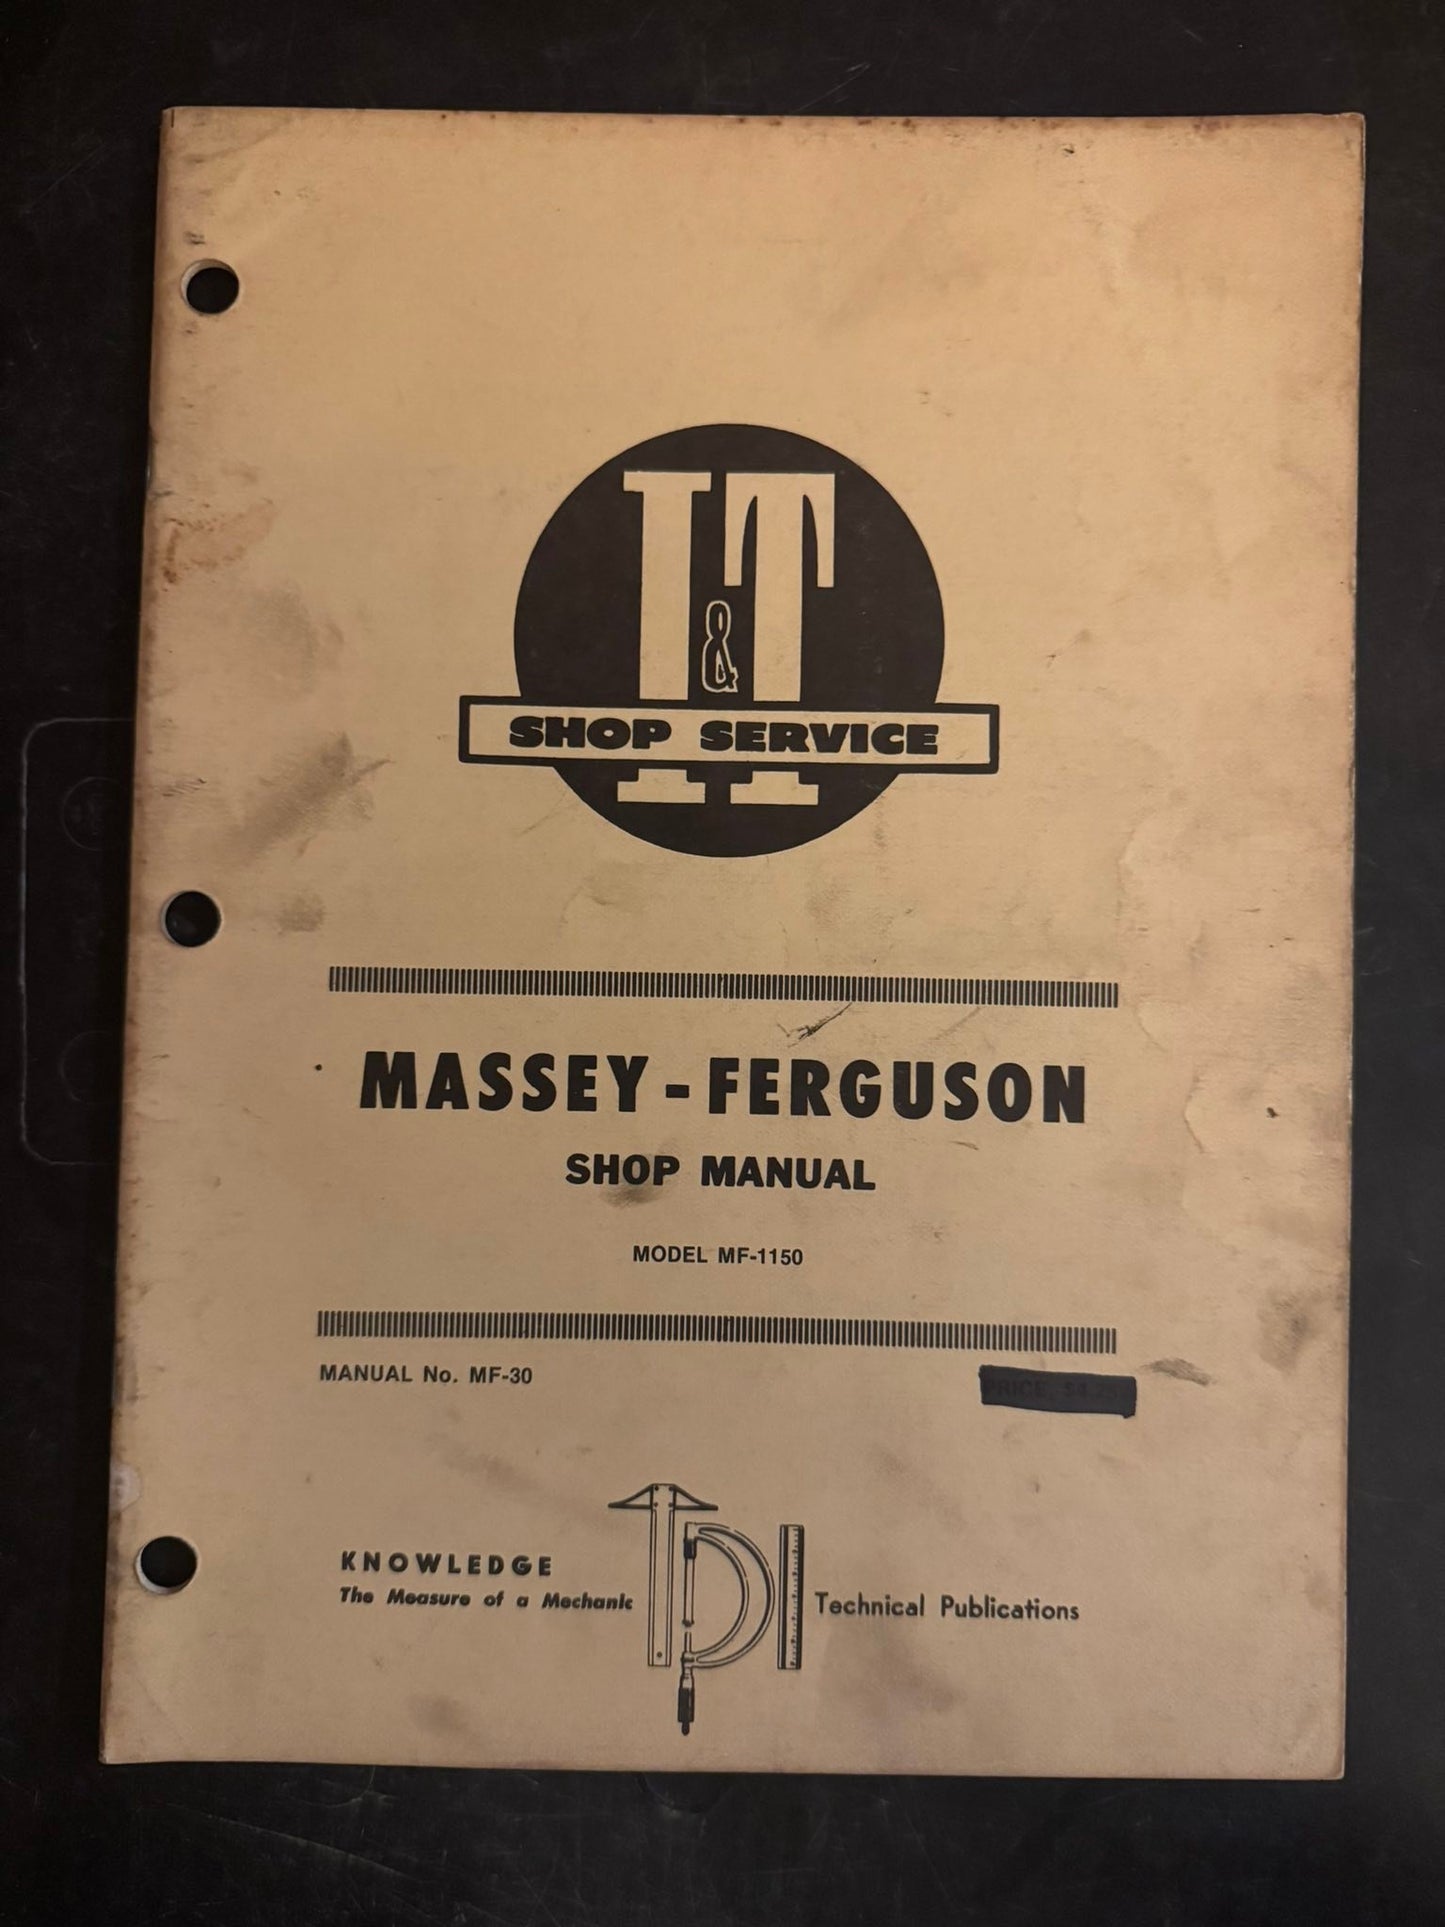 I&T
SHOP SERVICE
MASSEY-FERGUSON
SHOP MANUAL
MODEL MF-1150
MANUAL No. MF-30
PRICE
KNOWLEDGE
The Measure of a Mechanic
Technical Publications